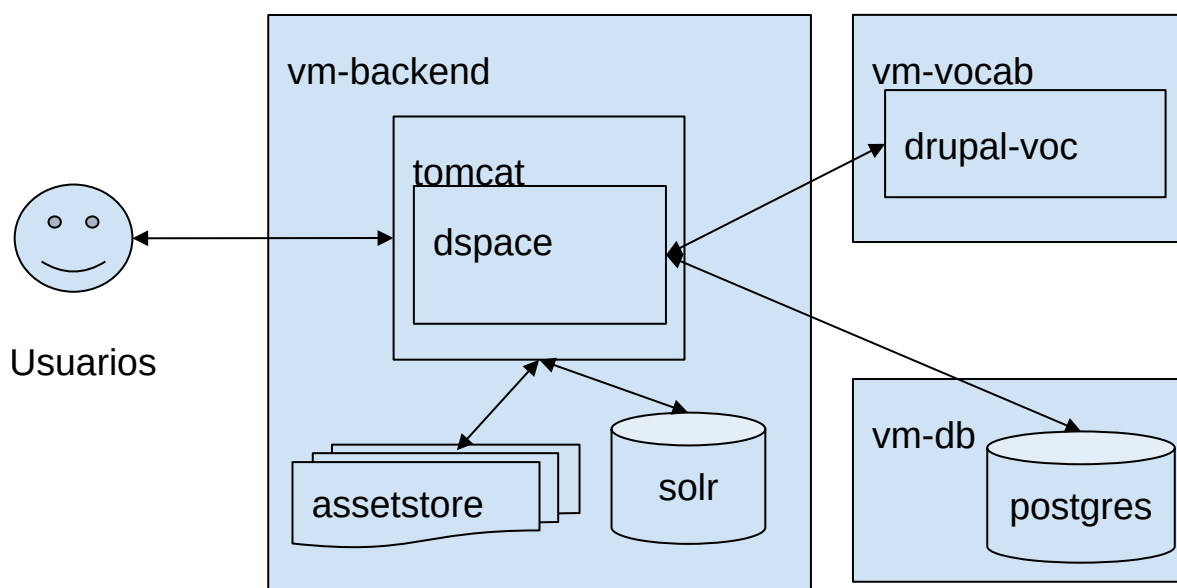 vm-backend
vm-vocab
tomcat
drupal-voc
dspace
Usuarios
vm-db
assetstore
solr
postgres